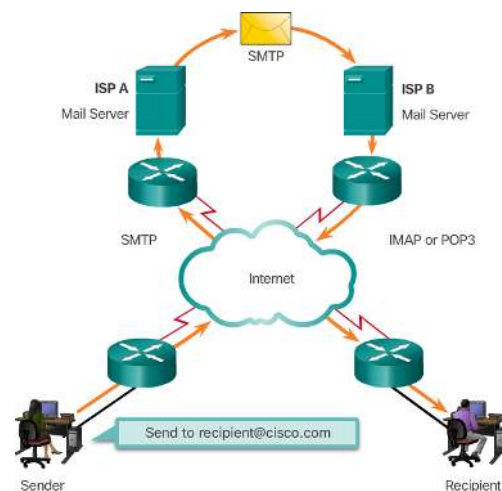 SMTP
ISP A
Mail Server
ISP B
Mail Server
SMTP
IMAP or POP3
Internet
Send to recipient@cisco.com
Sender
Recipient